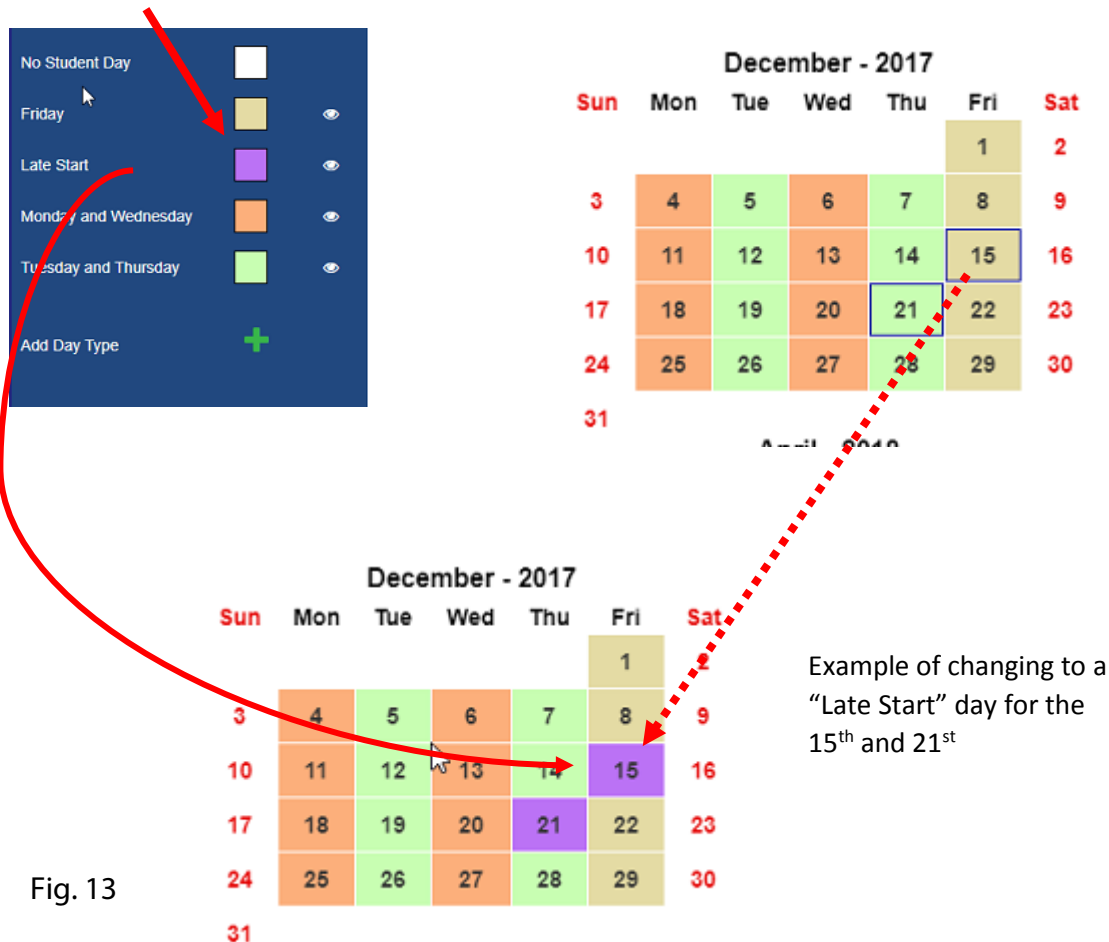 No Student Day
Friday
Late Start
Monday and Wednesday
Tuesday and Thursday
Add Day Type
December - 2017
Sun Mon Tue Wed Thu Fri Sat
1 2
3 4 5 6 7 8 9
10 11 12 13 14 15 16
17 18 19 20 21 22 23
24 25 26 27 28 29 30
31
December - 2017
Sun Mon Tue Wed Thu Fri Sat
1 2
3 4 5 6 7 8 9
10 11 12 13 14 15 16
17 18 19 20 21 22 23
24 25 26 27 28 29 30
31
Example of changing to a
“Late Start” day for the
15th and 21st
Fig. 13